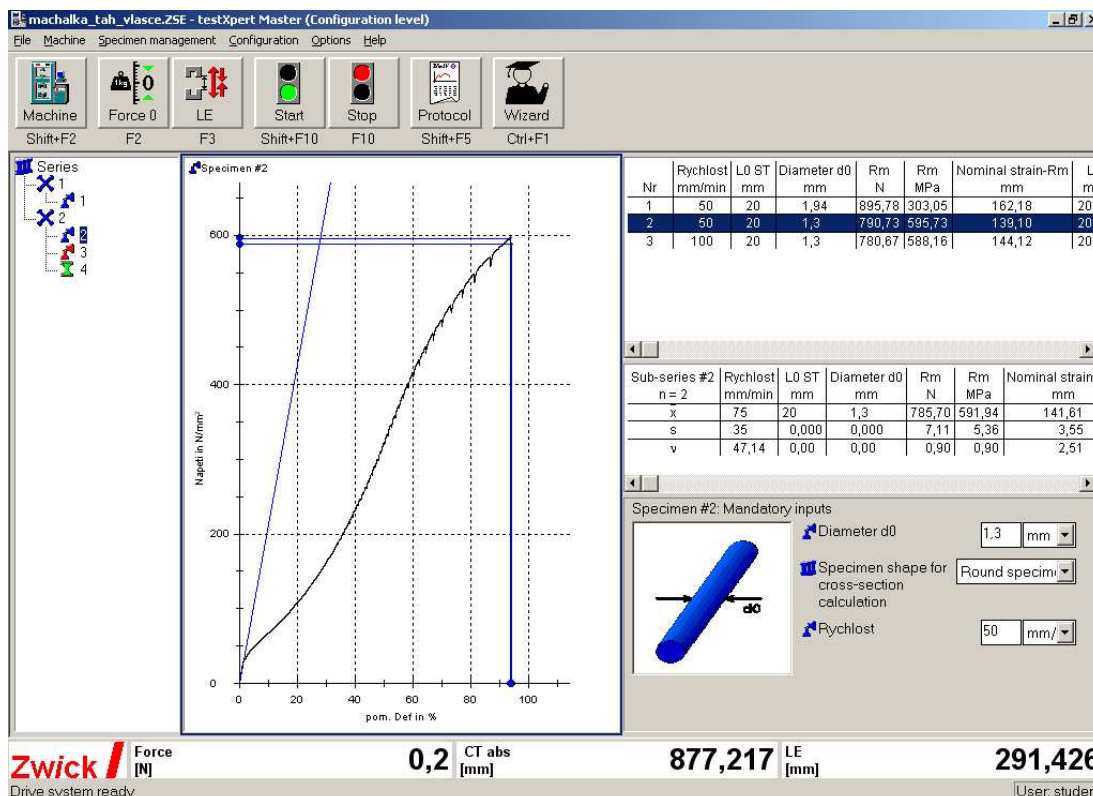 machalka_tah_vlasce.ZSE - testXpert Master (Configuration level)
File Machine Specimen management Configuration Options Help
Machine Force 0 LE Start Stop Protocol Wizard
Shift+F2 F2 F3 Shift+F10 F10 Shift+F5 Ctrl+F1
Series
1
1
2
2
3
4
Specimen #2
Napeti in N/mm²
600
400
200
0
0 20 40 60 80 100
pom. Def in %
Rychlost L0 ST Diameter d0 Rm Rm Nominal strain-Rm
Nr mm/min mm mm N MPa mm
1 50 20 1,94 895,78 303,05 162,18 20
2 50 20 1,3 790,73 595,73 139,10 20
3 100 20 1,3 780,67 588,16 144,12 20
Sub-series #2 Rychlost L0 ST Diameter d0 Rm Rm Nominal strain
n = 2 mm/min mm mm N MPa mm
x 75 20 1,3 785,70 591,94 141,61
s 35 0,000 0,000 7,11 5,36 3,55
v 47,14 0,00 0,00 0,90 0,90 2,51
Specimen #2: Mandatory inputs
d0
Diameter d0 1,3 mm
Specimen shape for Round specim
cross-section
calculation
Rychlost 50 mm/
Zwick
Force [N] 0,2
CT abs [mm] 877,217
LE [mm] 291,426
Drive system ready
User: studen